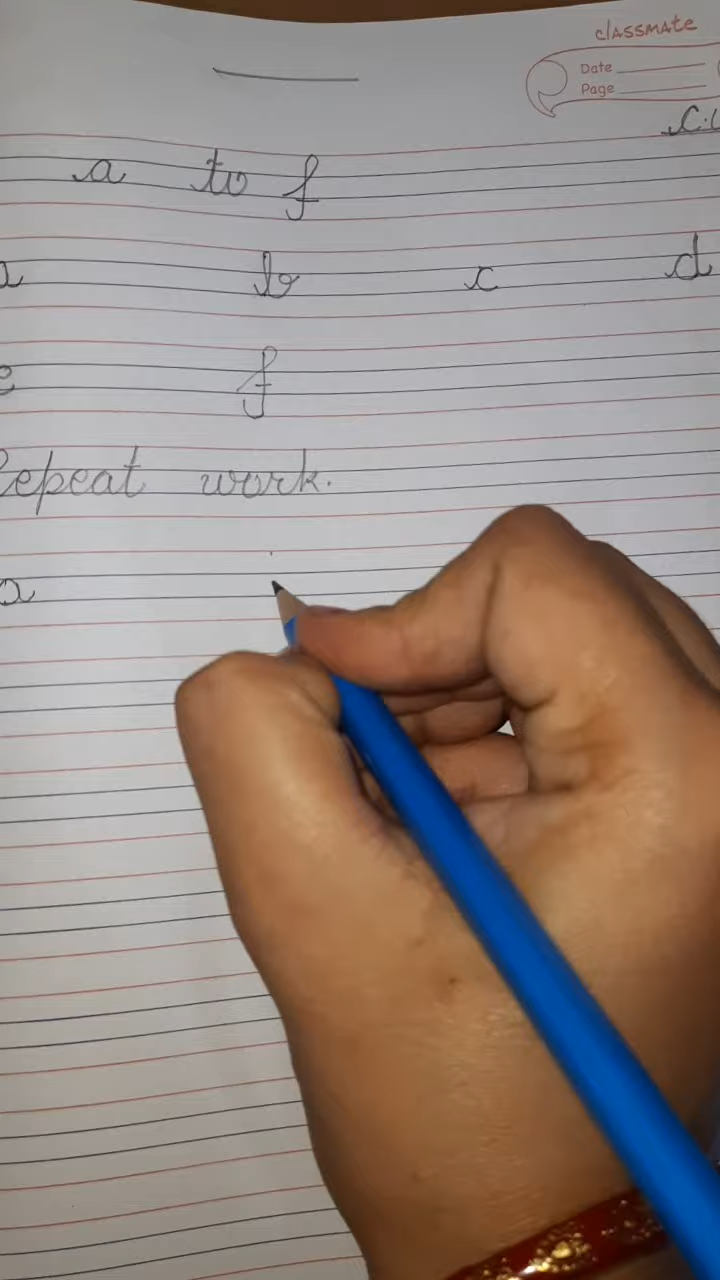 classmate
Date
Page
a to f
a b c d
e f
Repeat work.
a